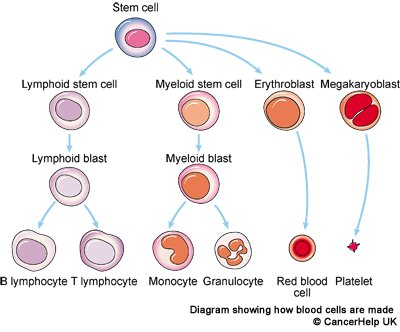 Stem cell
Lymphoid stem cell
Myeloid stem cell
Erythroblast
Megakaryoblast
Lymphoid blast
Myeloid blast
B lymphocyte
T lymphocyte
Monocyte
Granulocyte
Red blood
cell
Platelet
Diagram showing how blood cells are made
© CancerHelp UK